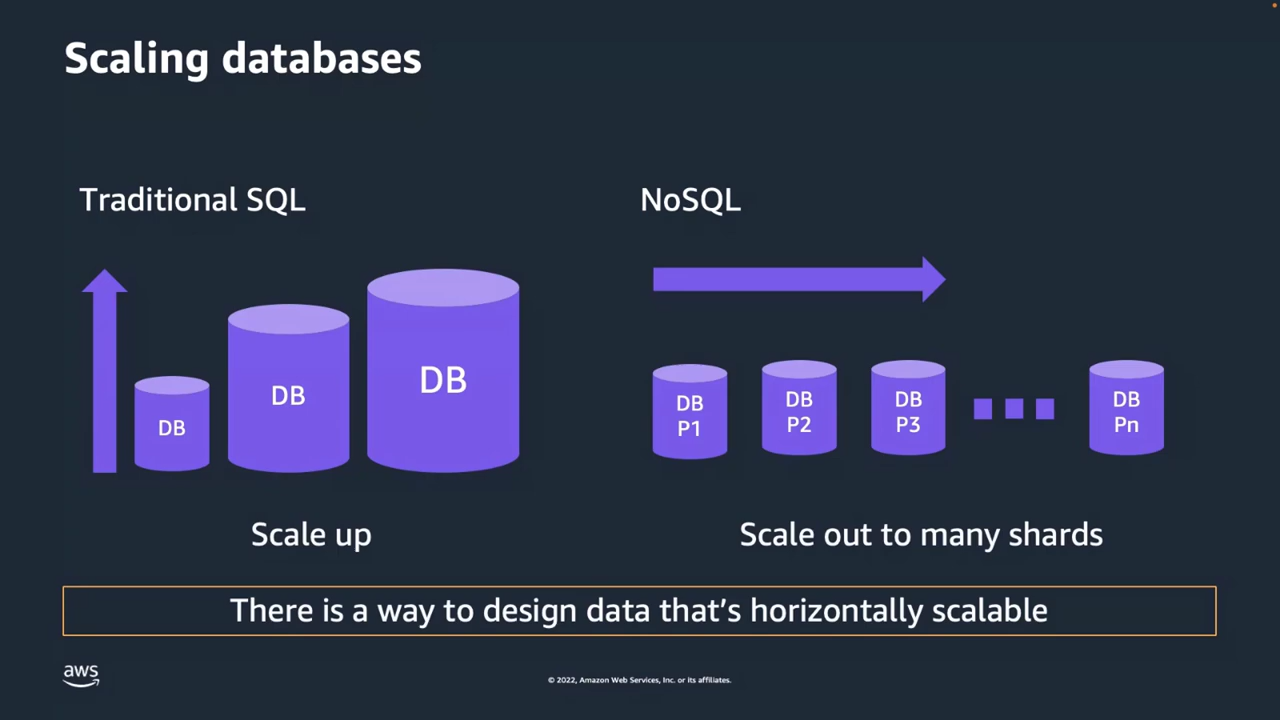 Scaling databases
Traditional SQL
NoSQL
DB
DB
DB
DB
P1
DB
P2
DB
P3
DB
Pn
Scale up
Scale out to many shards
There is a way to design data that's horizontally scalable
aws
© 2022, Amazon Web Services, Inc. or its affiliates.